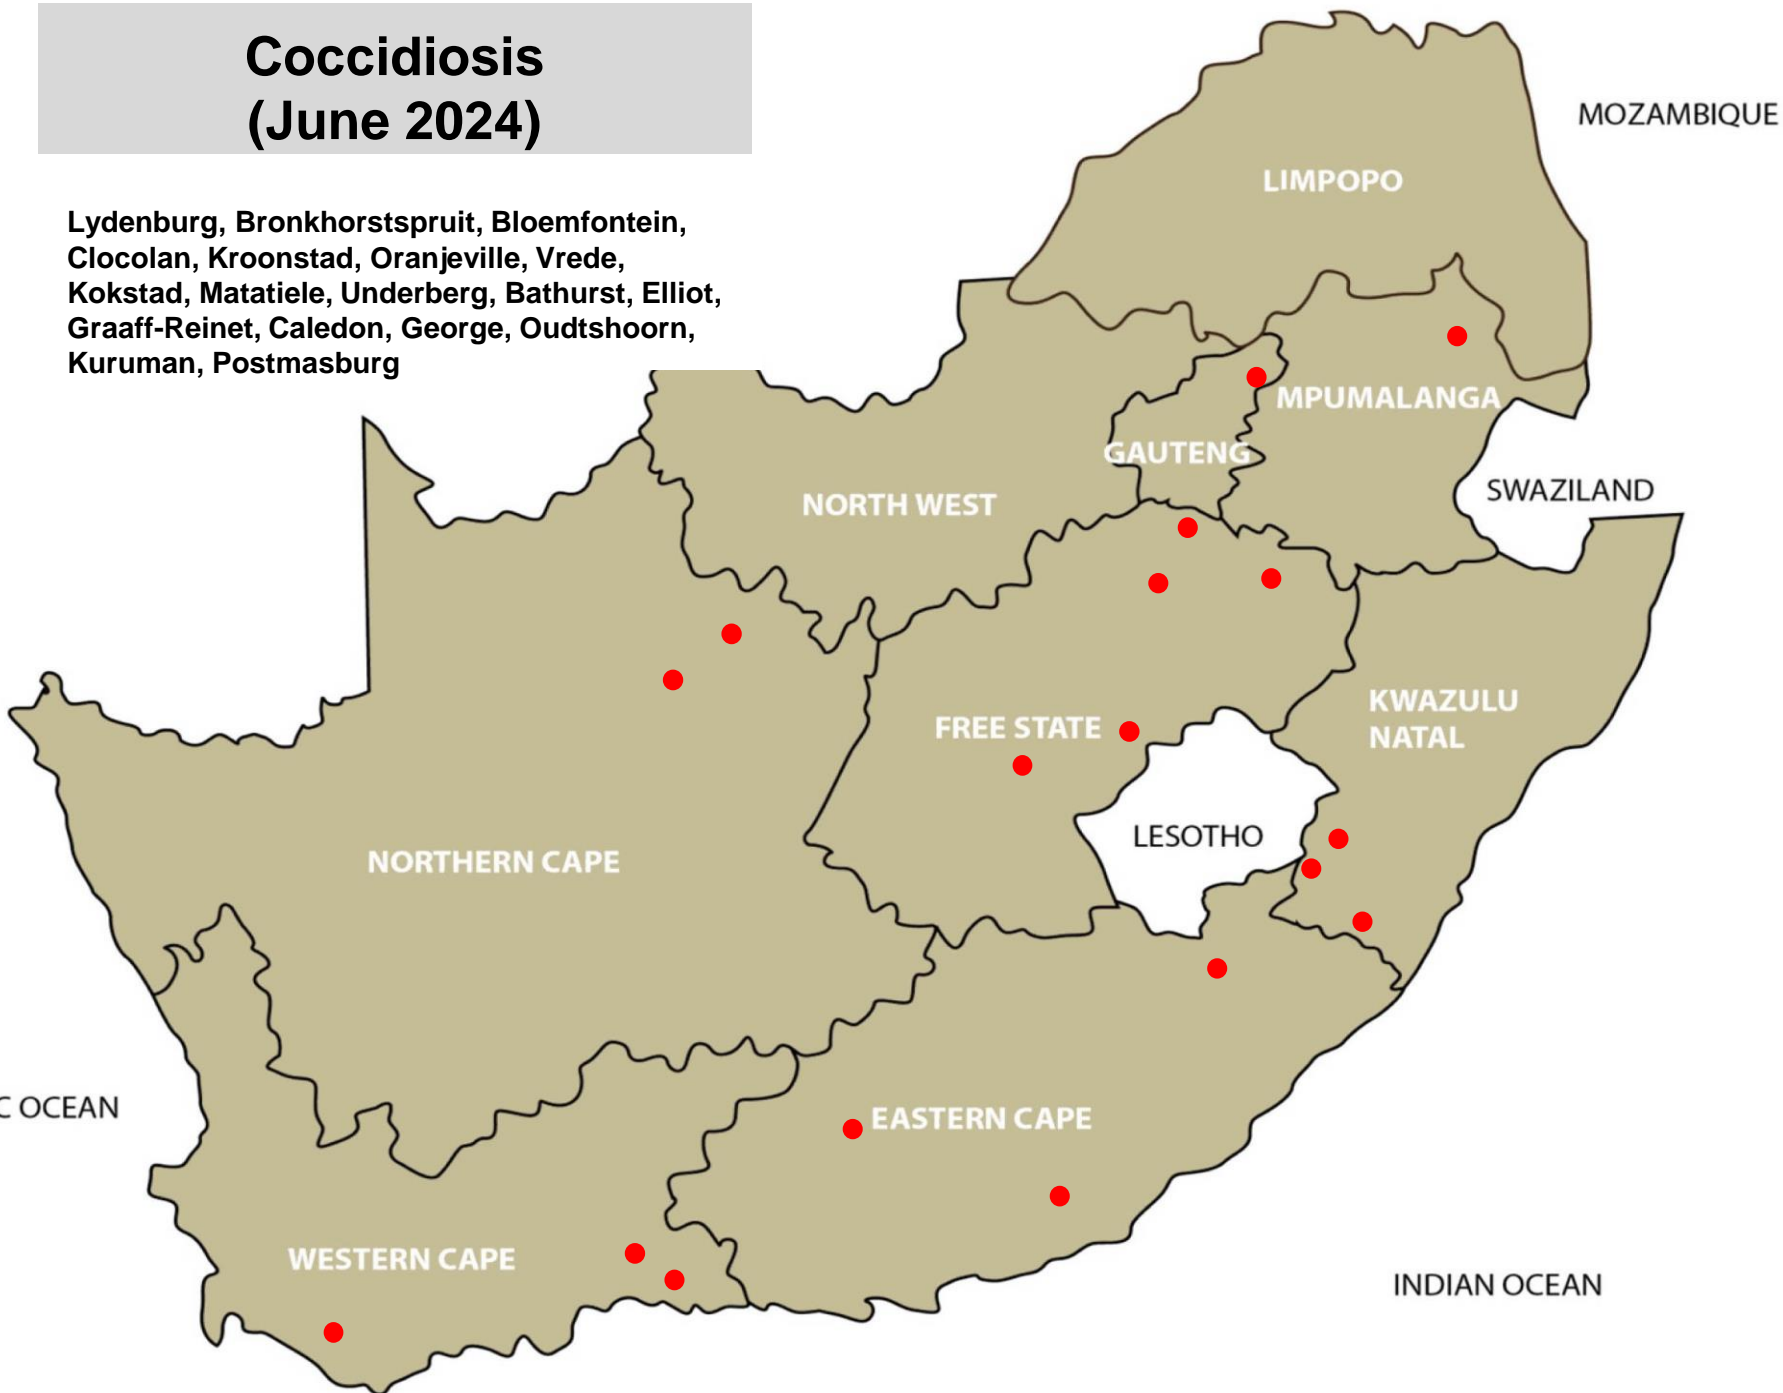 Coccidiosis
(June 2024)
Lydenburg, Bronkhorstspruit, Bloemfontein,
Clocolan, Kroonstad, Oranjeville, Vrede,
Kokstad, Matatiele, Underberg, Bathurst, Elliot,
Graaff-Reinet, Caledon, George, Oudtshoorn,
Kuruman, Postmasburg
MOZAMBIQUE
LIMPOPO
MPUMALANGA
GAUTENG
SWAZILAND
NORTH WEST
KWAZULU
NATAL
FREE STATE
LESOTHO
NORTHERN CAPE
C OCEAN
EASTERN CAPE
WESTERN CAPE
INDIAN OCEAN